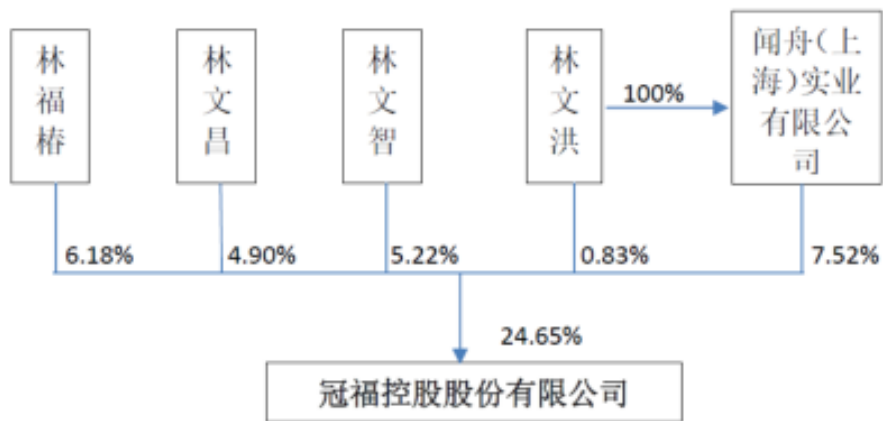 林
福
椿
林
文
昌
林
文
智
林
文
洪
100%
闻舟(上
海)实业
有限公
司
6.18%
4.90%
5.22%
0.83%
7.52%
24.65%
冠福控股股份有限公司